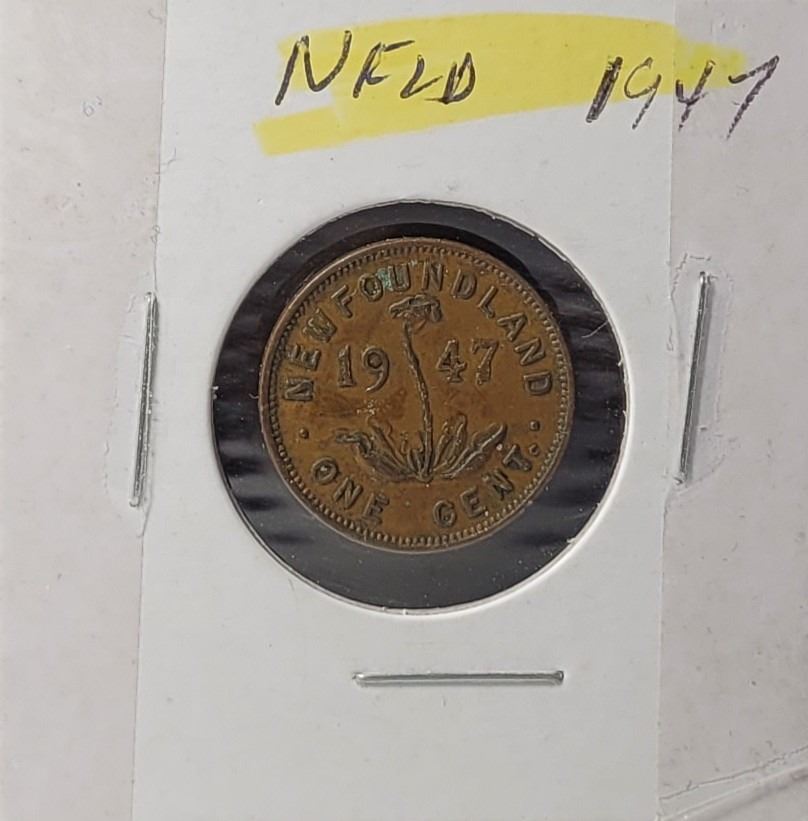 NFLD 1947
NEWFOUNDLAND
19 47
· ONE CENT ·